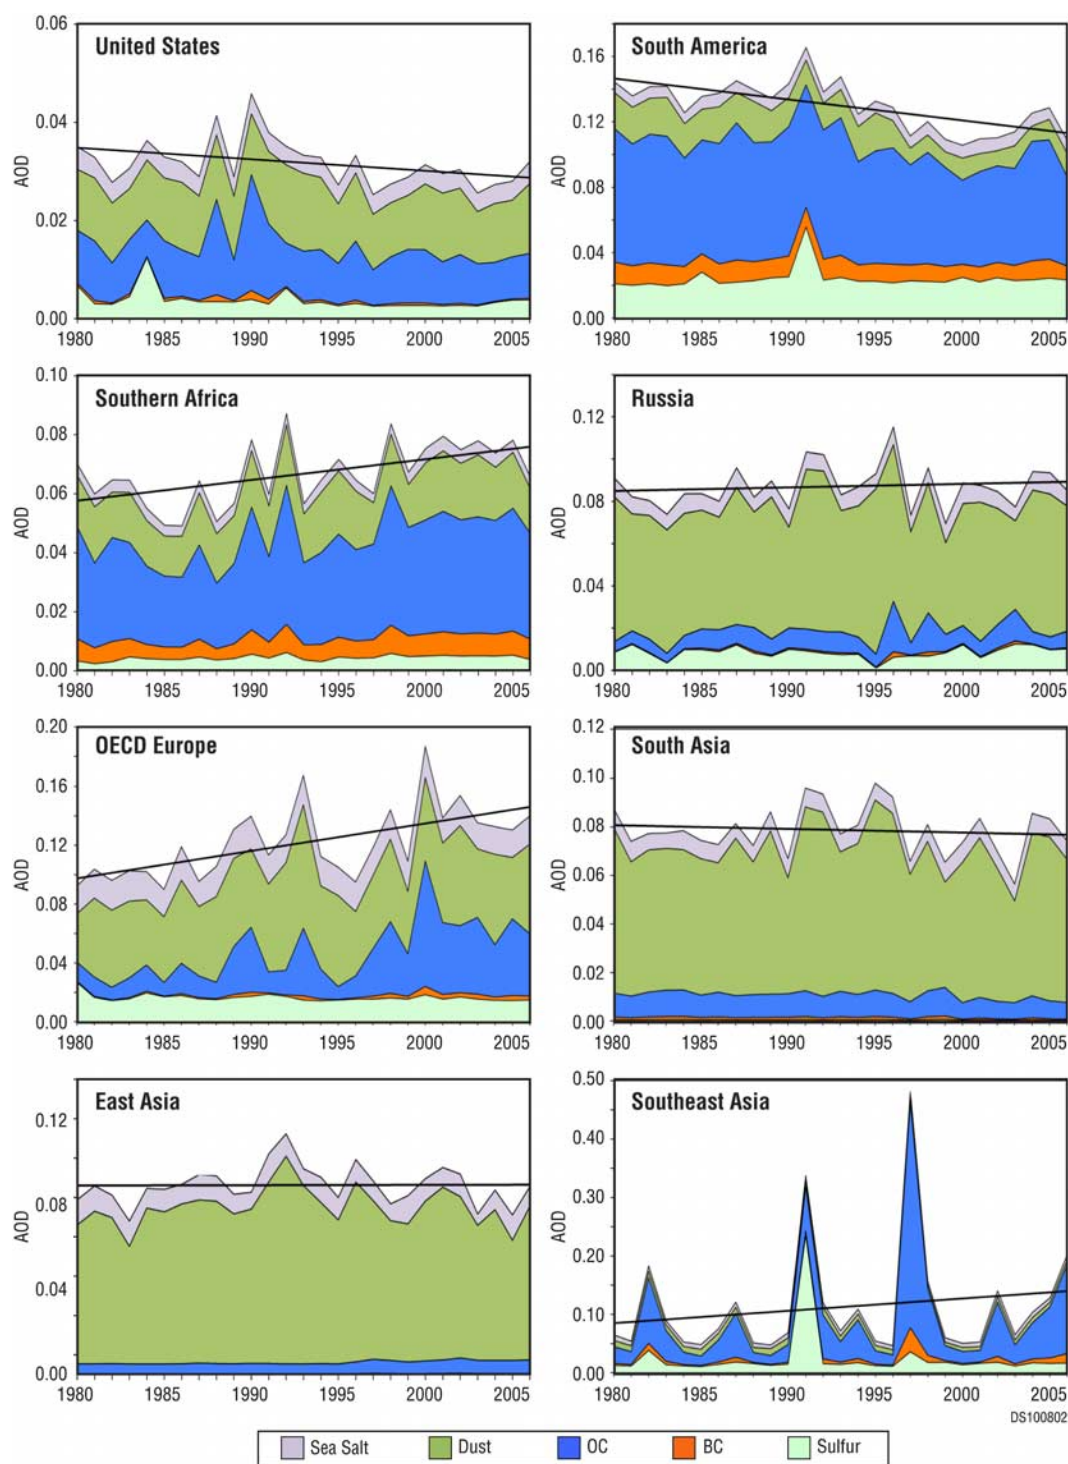 United States
AOD
0.06
0.04
0.02
0.00
1980 1985 1990 1995 2000 2005
South America
AOD
0.16
0.12
0.08
0.04
0.00
1980 1985 1990 1995 2000 2005
Southern Africa
AOD
0.10
0.08
0.06
0.04
0.02
0.00
1980 1985 1990 1995 2000 2005
Russia
AOD
0.12
0.08
0.04
0.00
1980 1985 1990 1995 2000 2005
OECD Europe
AOD
0.20
0.16
0.12
0.08
0.04
0.00
1980 1985 1990 1995 2000 2005
South Asia
AOD
0.12
0.10
0.08
0.06
0.04
0.02
0.00
1980 1985 1990 1995 2000 2005
East Asia
AOD
0.12
0.08
0.04
0.00
1980 1985 1990 1995 2000 2005
Southeast Asia
AOD
0.50
0.40
0.30
0.20
0.10
0.00
1980 1985 1990 1995 2000 2005
DS100802
Sea Salt Dust OC BC Sulfur